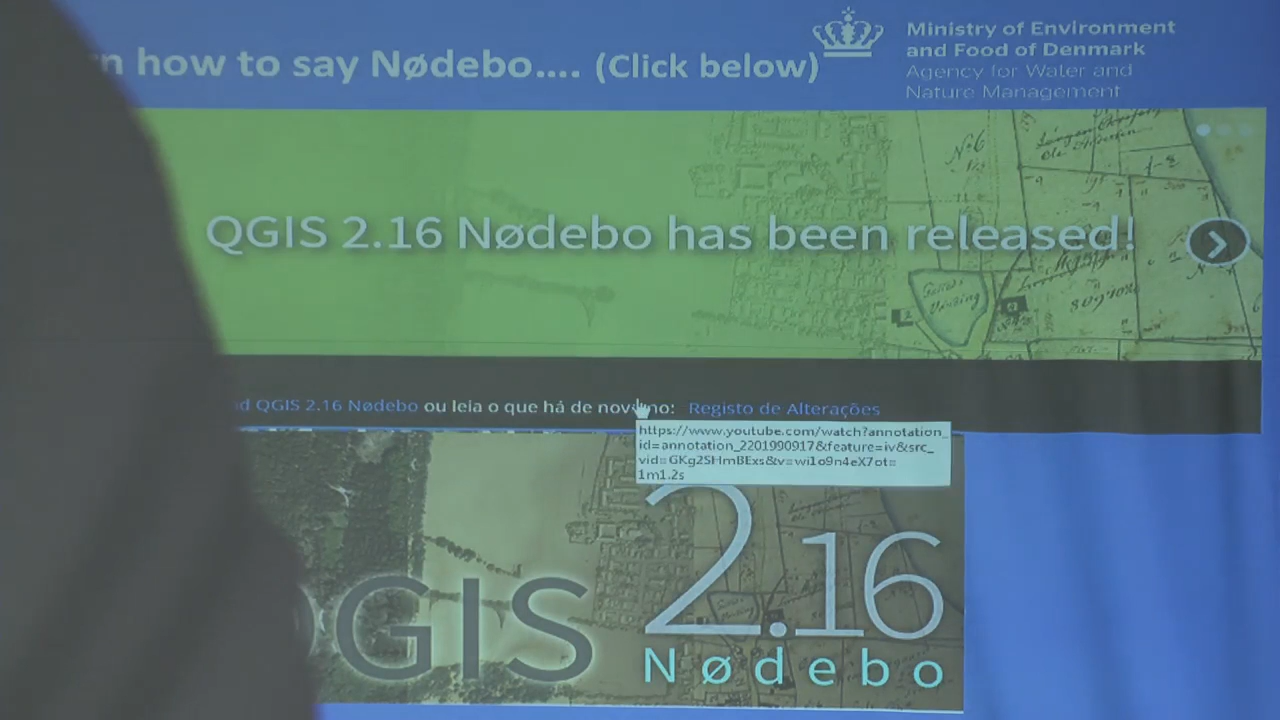 how to say Nødebo.... (Click below)
Ministry of Environment
and Food of Denmark
Agency for Water and
Nature Management
QGIS 2.16 Nødebo has been released!
QGIS 2.16 Nødebo ou leia o que há de novo no: Registo de Alterações
https://www.youtube.com/watch?annotation_
id=annotation_2201990917&feature=iv&src_
vid=GKg2SHmBExs&v=wi1o9n4eX7ot=
1m1.2s
QGIS 2.16
Nødebo